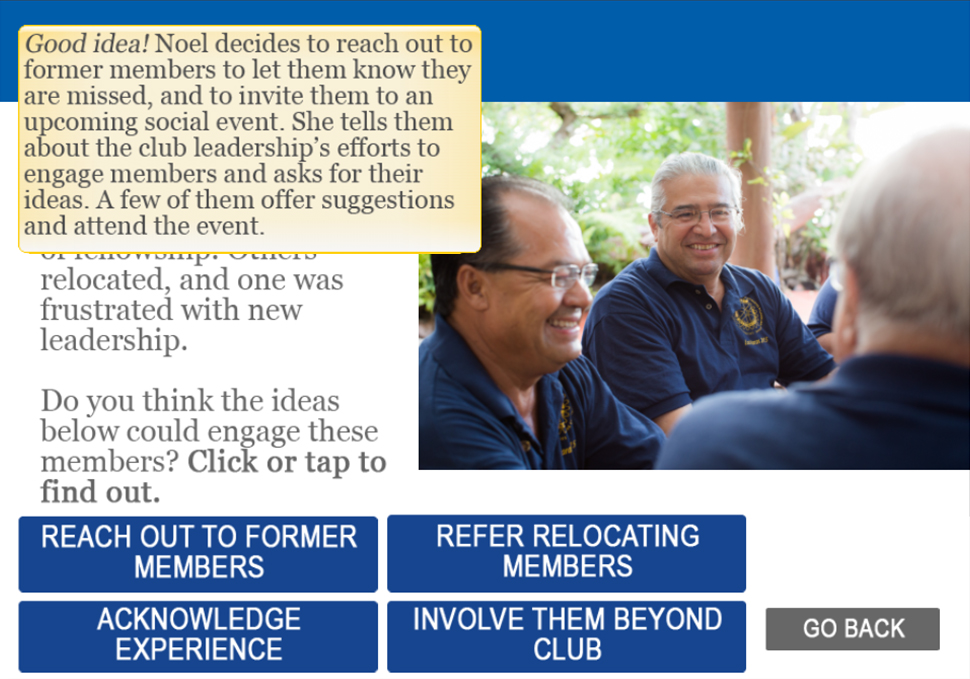 Good idea! Noel decides to reach out to
former members to let them know they
are missed, and to invite them to an
upcoming social event. She tells them
about the club leadership’s efforts to
engage members and asks for their
ideas. A few of them offer suggestions
and attend the event.
of fellowship. Others
relocated, and one was
frustrated with new
leadership.
Do you think the ideas
below could engage these
members? Click or tap to
find out.
REACH OUT TO FORMER
MEMBERS
REFER RELOCATING
MEMBERS
ACKNOWLEDGE
EXPERIENCE
INVOLVE THEM BEYOND
CLUB
GO BACK